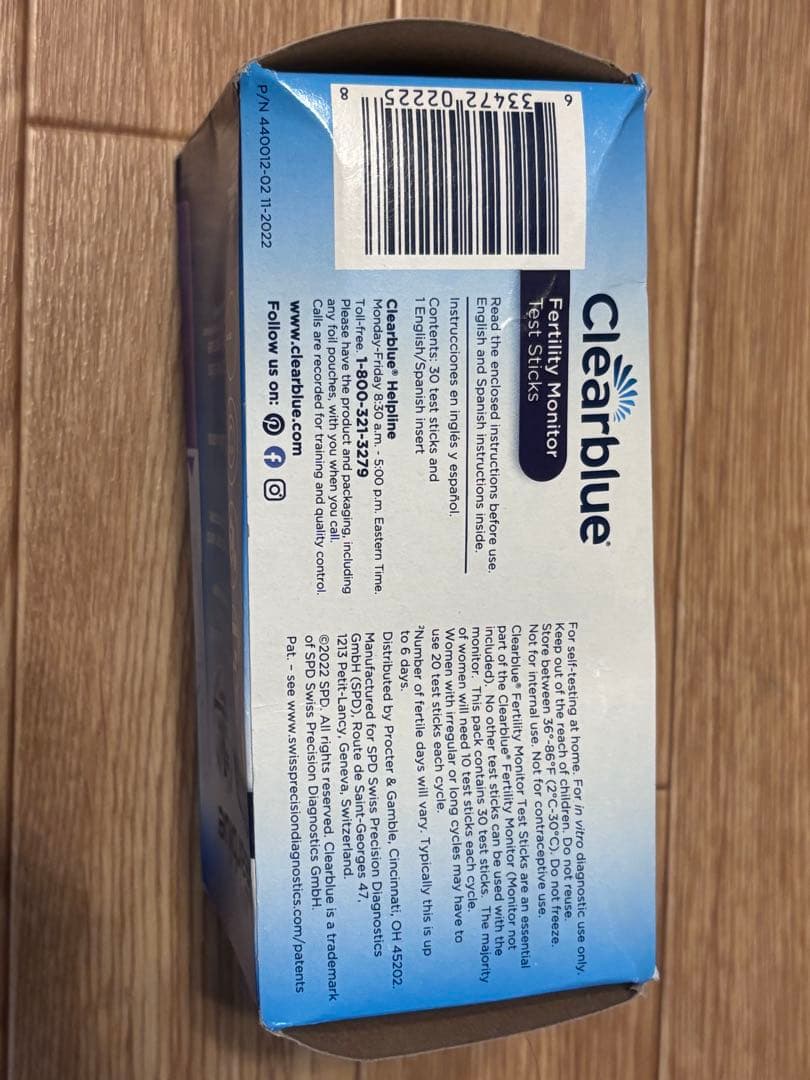 Clearblue®
Fertility Monitor
Test Sticks
Read the enclosed instructions before use.
English and Spanish instructions inside.
Instrucciones en inglés y español.
Contents: 30 test sticks and
1 English/Spanish insert
Clearblue® Helpline
Monday-Friday 8:30 a.m. - 5:00 p.m. Eastern Time.
Toll-free. 1-800-321-3279
Please have the product and packaging, including
any foil pouches, with you when you call.
Calls are recorded for training and quality control.
www.clearblue.com
Follow us on:
6 33472 02225 8
P/N 440012-02 11-2022
For self-testing at home. For in vitro diagnostic use only.
Keep out of the reach of children. Do not reuse.
Store between 36°-86°F (2°C-30°C). Do not freeze.
Not for internal use. Not for contraceptive use.
Clearblue® Fertility Monitor Test Sticks are an essential
part of the Clearblue® Fertility Monitor (Monitor not
included). No other test sticks can be used with the
monitor. This pack contains 30 test sticks. The majority
of women will need 10 test sticks each cycle.
Women with irregular or long cycles may have to
use 20 test sticks each cycle.
²Number of fertile days will vary. Typically this is up
to 6 days.
Distributed by Procter & Gamble, Cincinnati, OH 45202.
Manufactured for SPD Swiss Precision Diagnostics
GmbH (SPD), Route de Saint-Georges 47,
1213 Petit-Lancy, Geneva, Switzerland.
©2022 SPD. All rights reserved. Clearblue is a trademark
of SPD Swiss Precision Diagnostics GmbH.
Pat. – see www.swissprecisiondiagnostics.com/patents